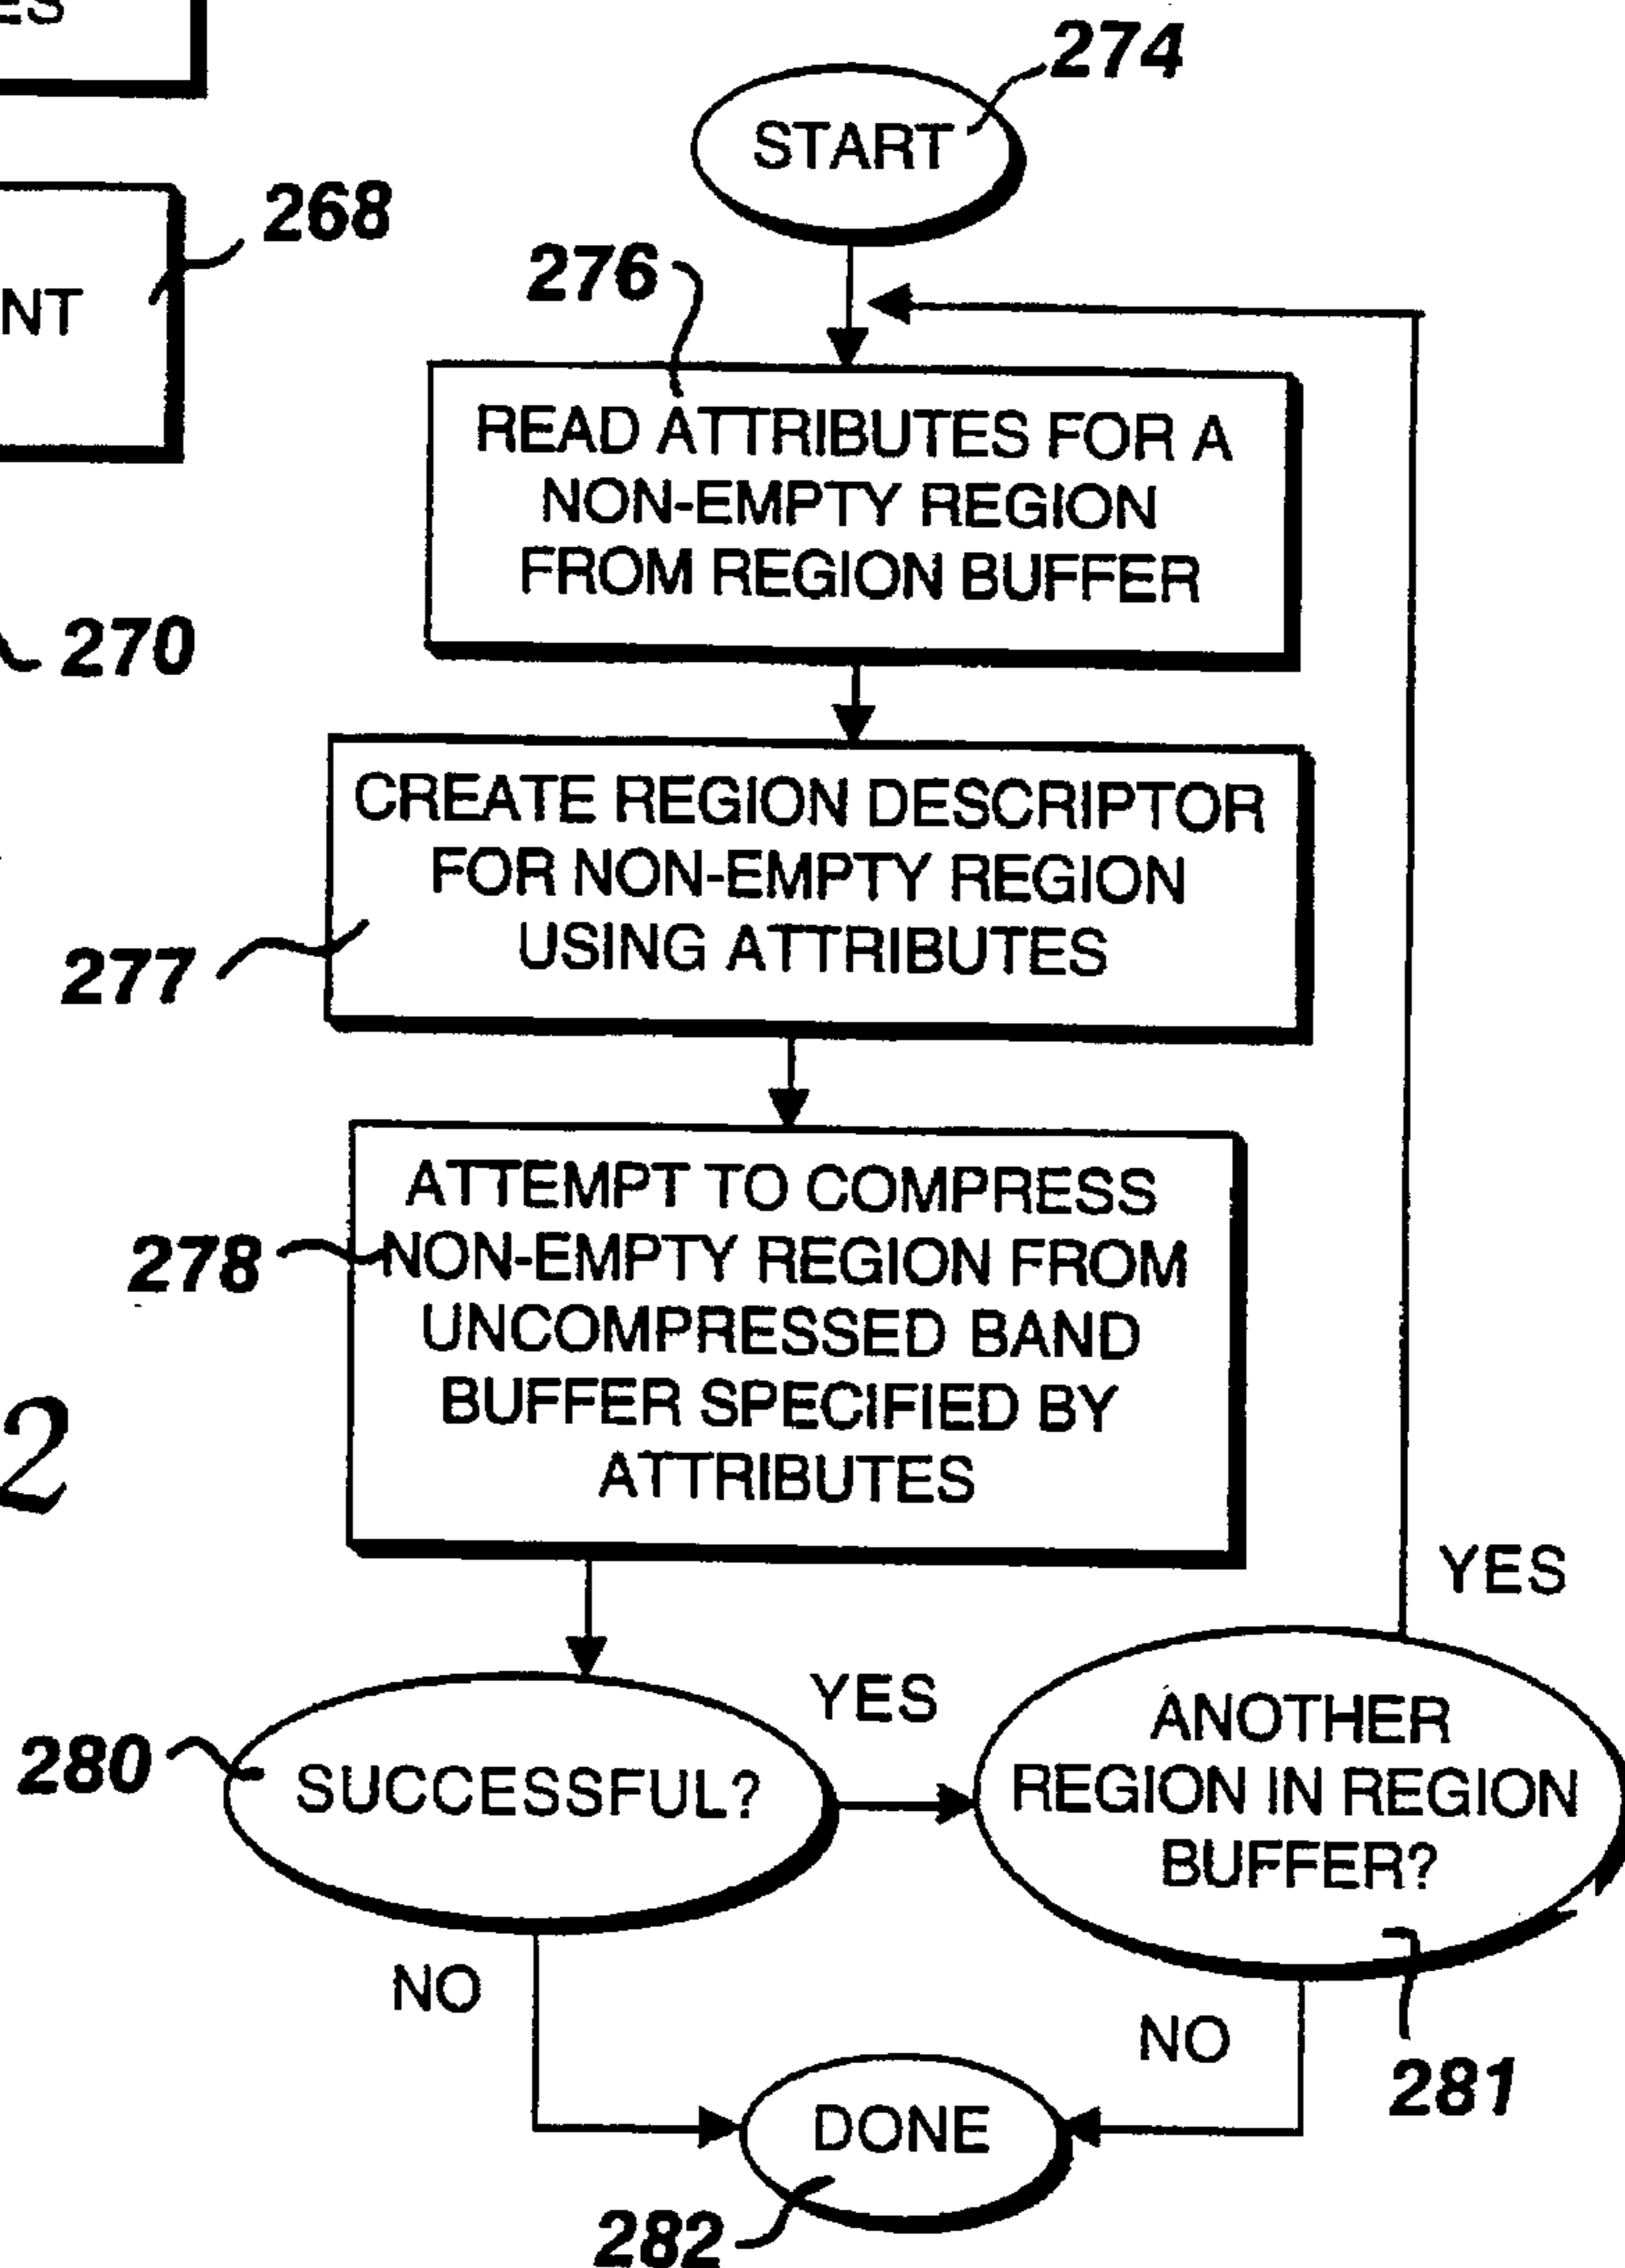 ES
274
START
268
276
NT
READ ATTRIBUTES FOR A
NON-EMPTY REGION
FROM REGION BUFFER
270
CREATE REGION DESCRIPTOR
FOR NON-EMPTY REGION
USING ATTRIBUTES
277
ATTEMPT TO COMPRESS
NON-EMPTY REGION FROM
UNCOMPRESSED BAND
BUFFER SPECIFIED BY
ATTRIBUTES
278
2
YES
YES
ANOTHER
REGION IN REGION
BUFFER?
280
SUCCESSFUL?
NO
NO
281
DONE
282